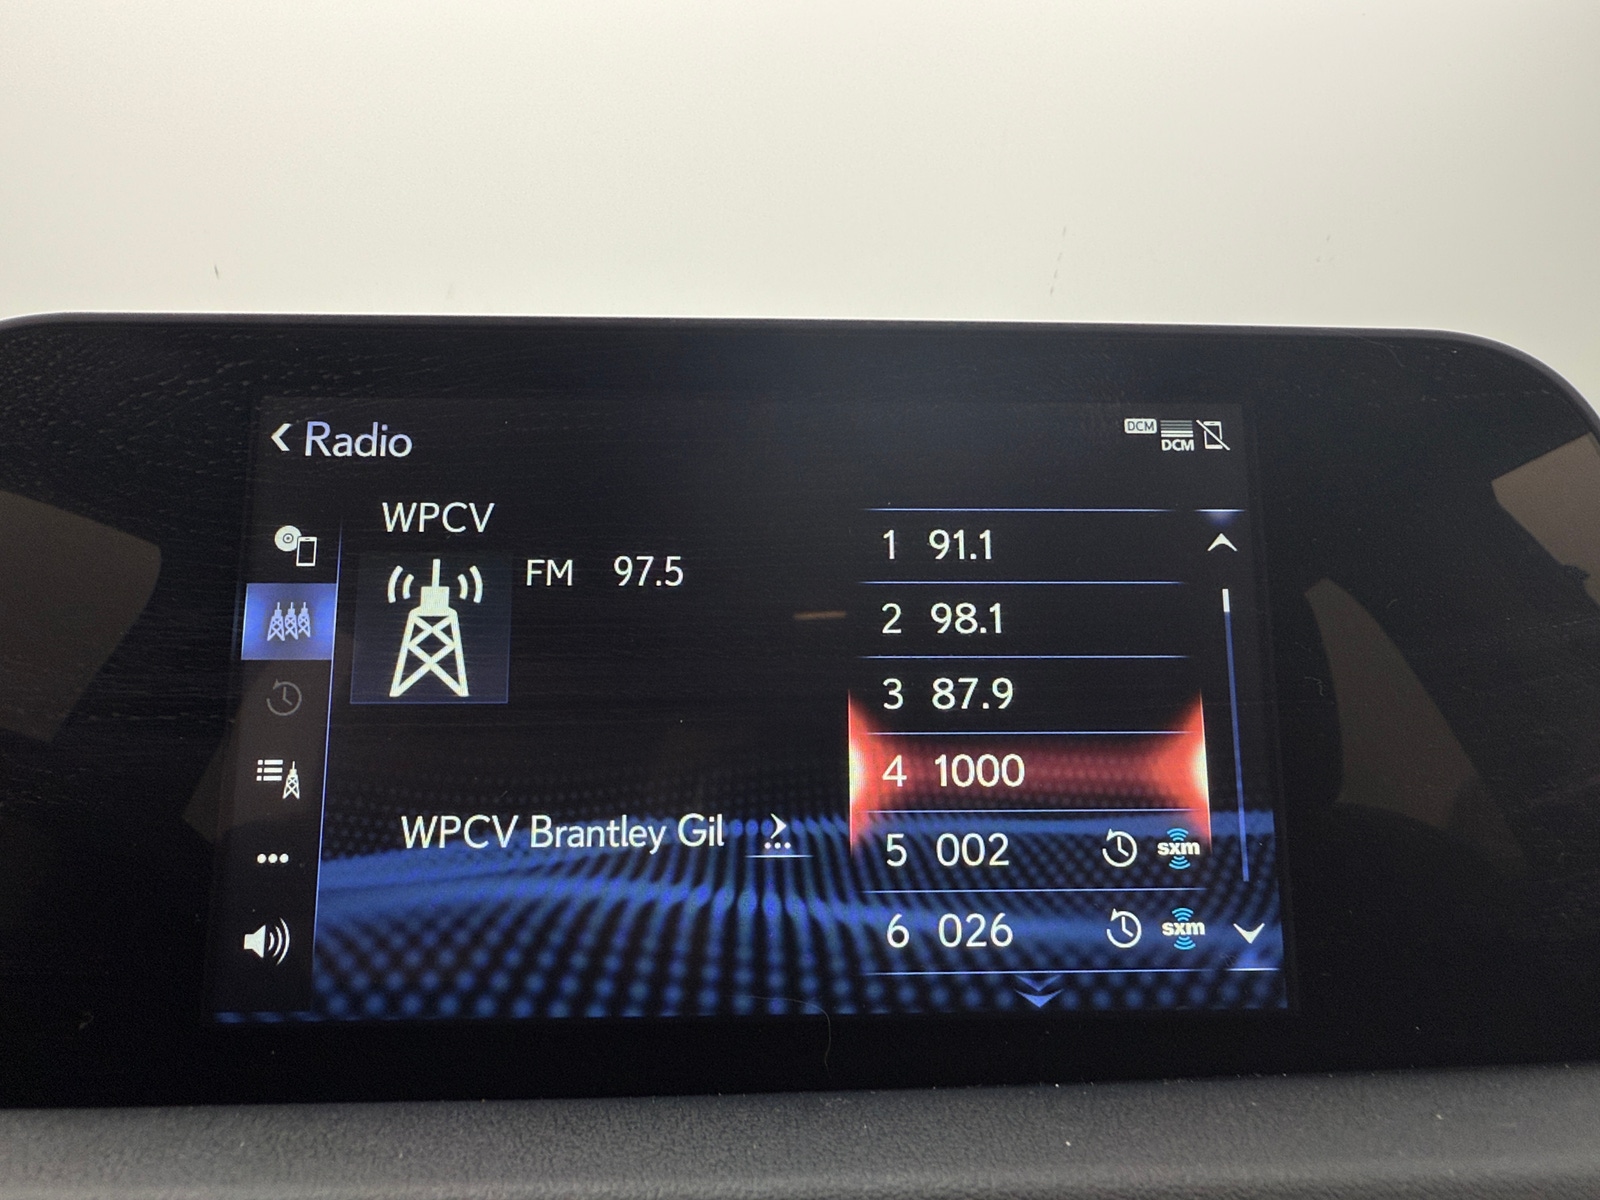 Radio
DCM
DCM
WPCV
FM 97.5
WPCV Brantley Gil
...
1 91.1
2 98.1
3 87.9
4 1000
5 002 sxm
6 026 sxm